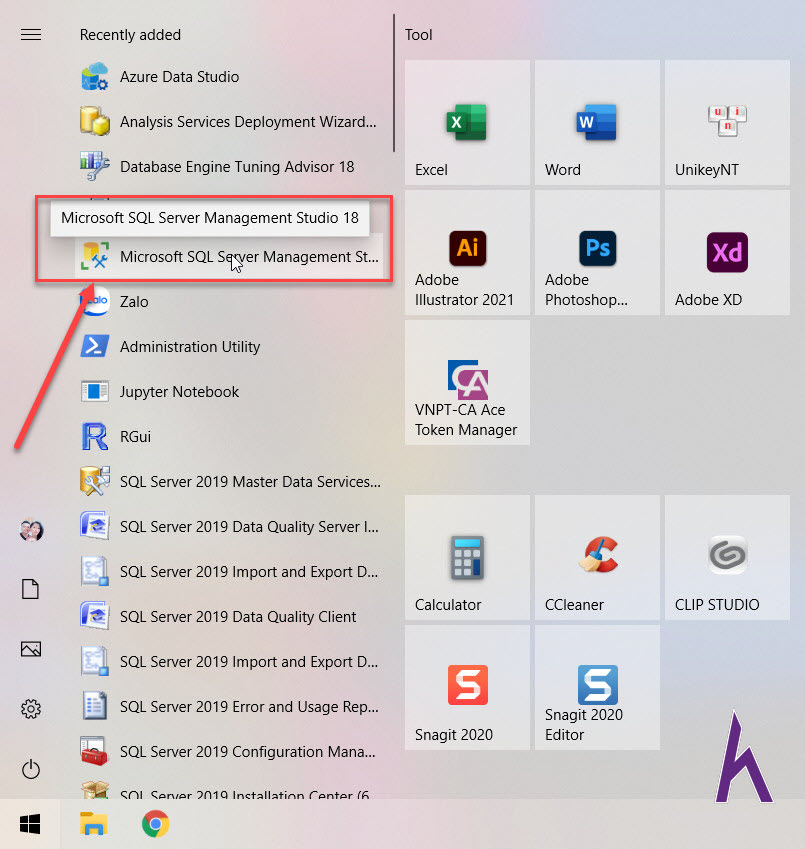 Recently added
Azure Data Studio
Analysis Services Deployment Wizard...
Database Engine Tuning Advisor 18
Microsoft SQL Server Management Studio 18
Microsoft SQL Server Management St...
Zalo
Administration Utility
Jupyter Notebook
RGui
SQL Server 2019 Master Data Services...
SQL Server 2019 Data Quality Server I...
SQL Server 2019 Import and Export D...
SQL Server 2019 Data Quality Client
SQL Server 2019 Import and Export D...
SQL Server 2019 Error and Usage Rep...
SQL Server 2019 Configuration Mana...
SQL Server 2019 Installation Center (6
Tool
Excel
Word
UnikeyNT
Adobe
Illustrator 2021
Adobe
Photoshop...
Adobe XD
VNPT-CA Ace
Token Manager
Calculator
CCleaner
CLIP STUDIO
Snagit 2020
Snagit 2020
Editor